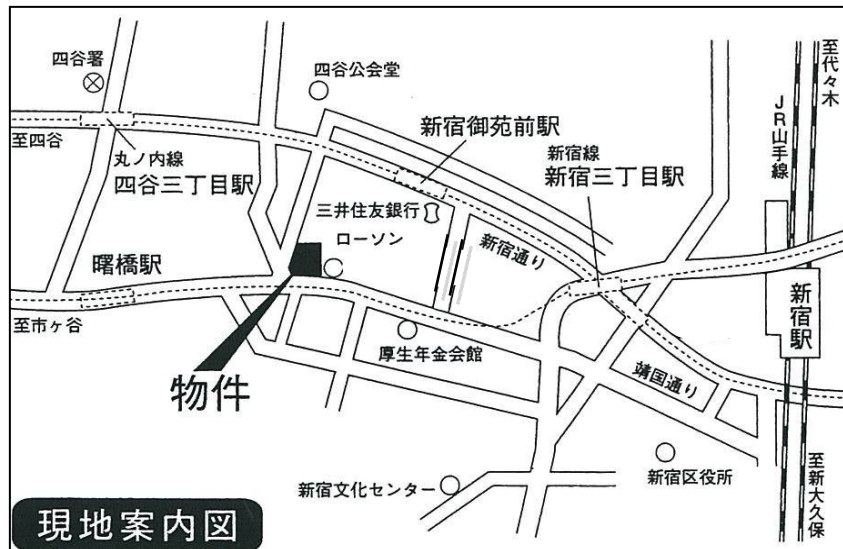 四谷署
四谷公会堂
至代々木
JR山手線
至四谷
丸ノ内線
四谷三丁目駅
新宿御苑前駅
新宿線
新宿三丁目駅
三井住友銀行
ローソン
新宿通り
曙橋駅
至市ヶ谷
厚生年金会館
新宿駅
物件
靖国通り
新宿文化センター
新宿区役所
至新大久保
現地案内図